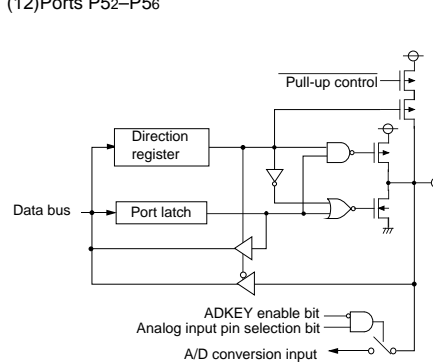 (12)Ports P52–P56
Pull-up control
Direction
register
Data bus
Port latch
ADKEY enable bit
Analog input pin selection bit
A/D conversion input